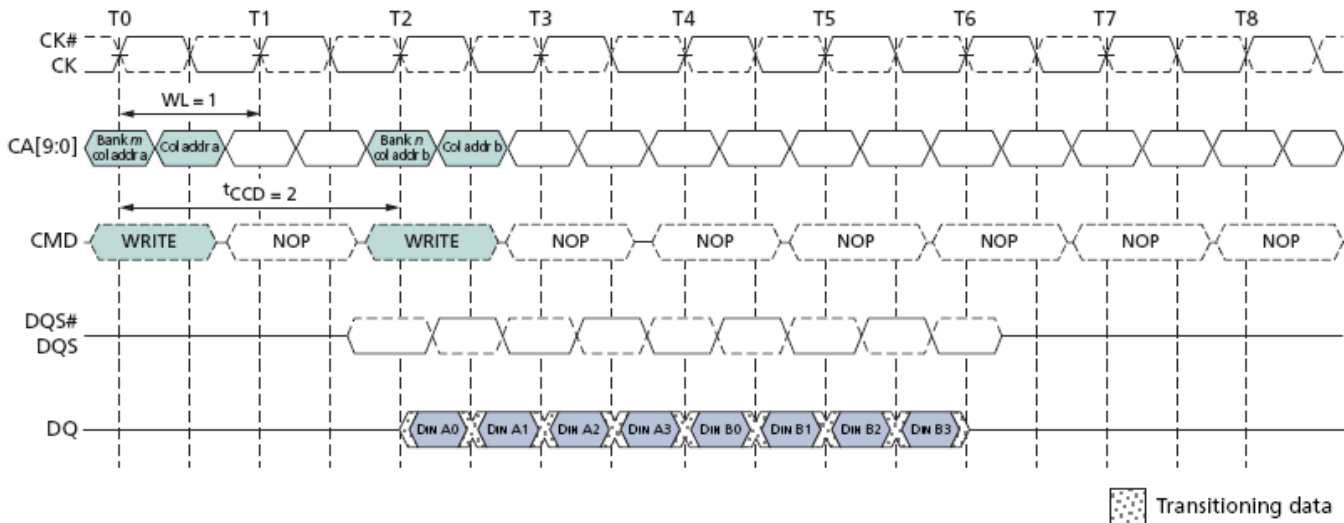 T0 T1 T2 T3 T4 T5 T6 T7 T8
CK#
CK
WL = 1
CA[9:0]
Bank m
col addr a
Col addr a
Bank n
col addr b
Col addr b
tCCD = 2
CMD WRITE NOP WRITE NOP NOP NOP NOP NOP NOP
DQS#
DQS
DQ DIN A0 DIN A1 DIN A2 DIN A3 DIN B0 DIN B1 DIN B2 DIN B3
Transitioning data